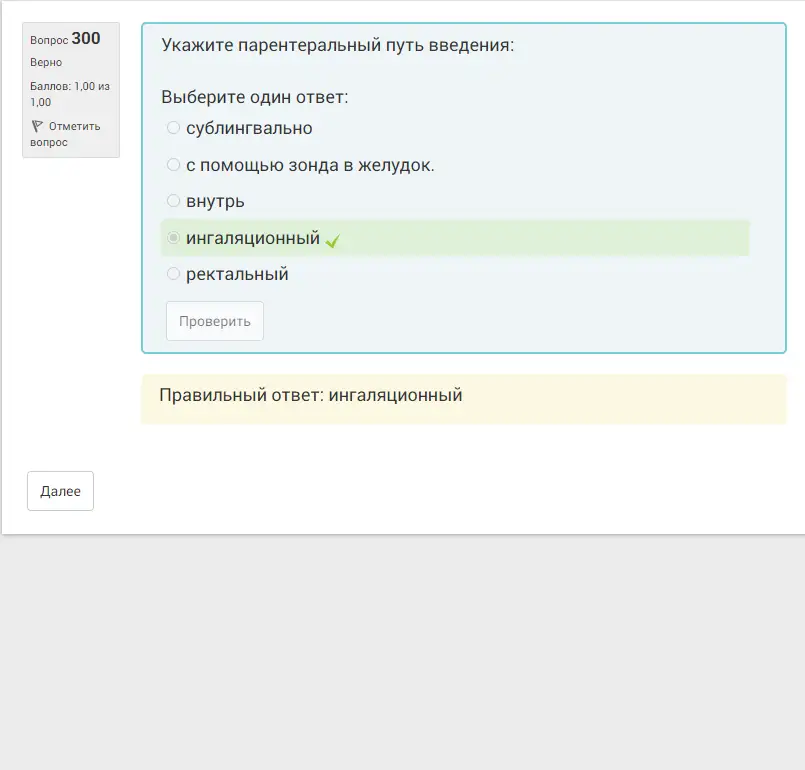 Вопрос 300
Верно
Баллов: 1,00 из
1,00
Отметить
вопрос
Укажите парентеральный путь введения:
Выберите один ответ:
сублингвально
с помощью зонда в желудок.
внутрь
ингаляционный
ректальный
Проверить
Правильный ответ: ингаляционный
Далее